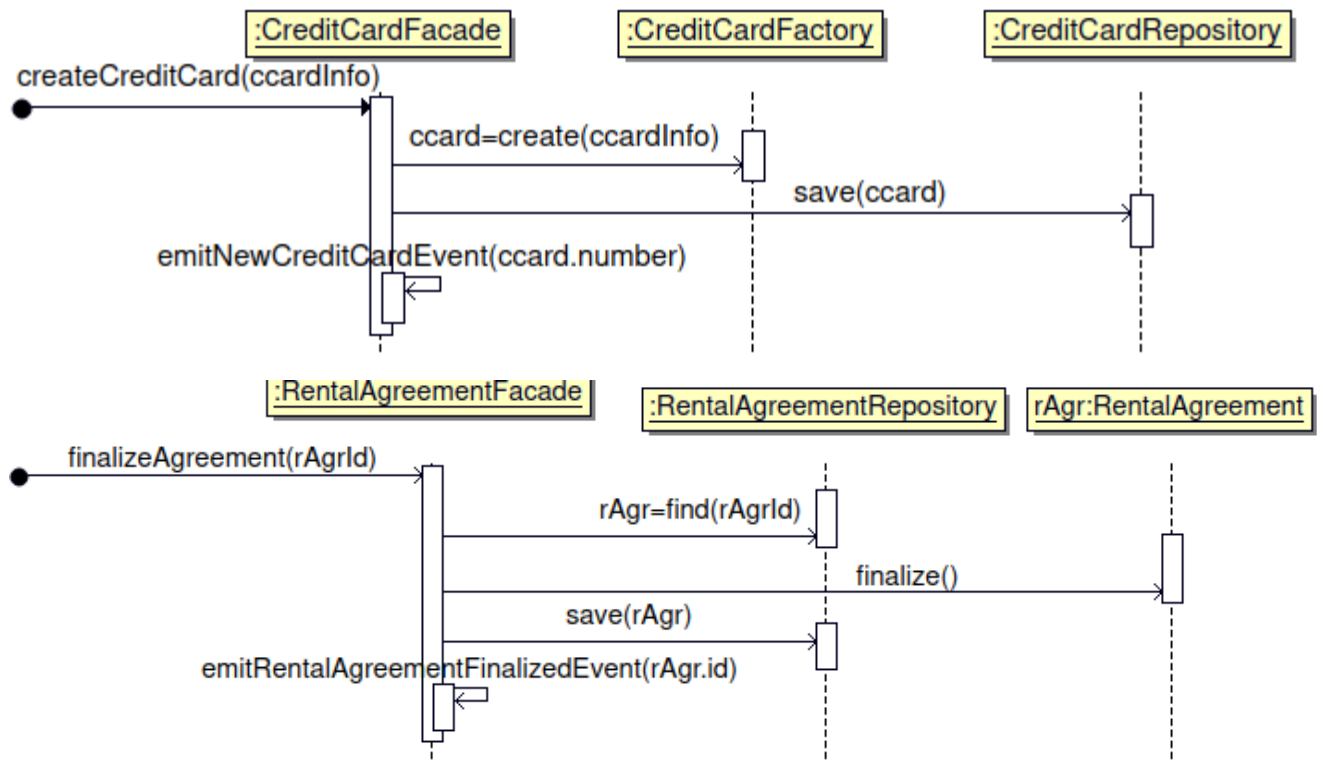 :CreditCardFacade
:CreditCardFactory
:CreditCardRepository
createCreditCard(ccardInfo)
ccard=create(ccardInfo)
save(ccard)
emitNewCreditCardEvent(ccard.number)
:RentalAgreementFacade
:RentalAgreementRepository
rAgr:RentalAgreement
finalizeAgreement(rAgrId)
rAgr=find(rAgrId)
finalize()
save(rAgr)
emitRentalAgreementFinalizedEvent(rAgr.id)